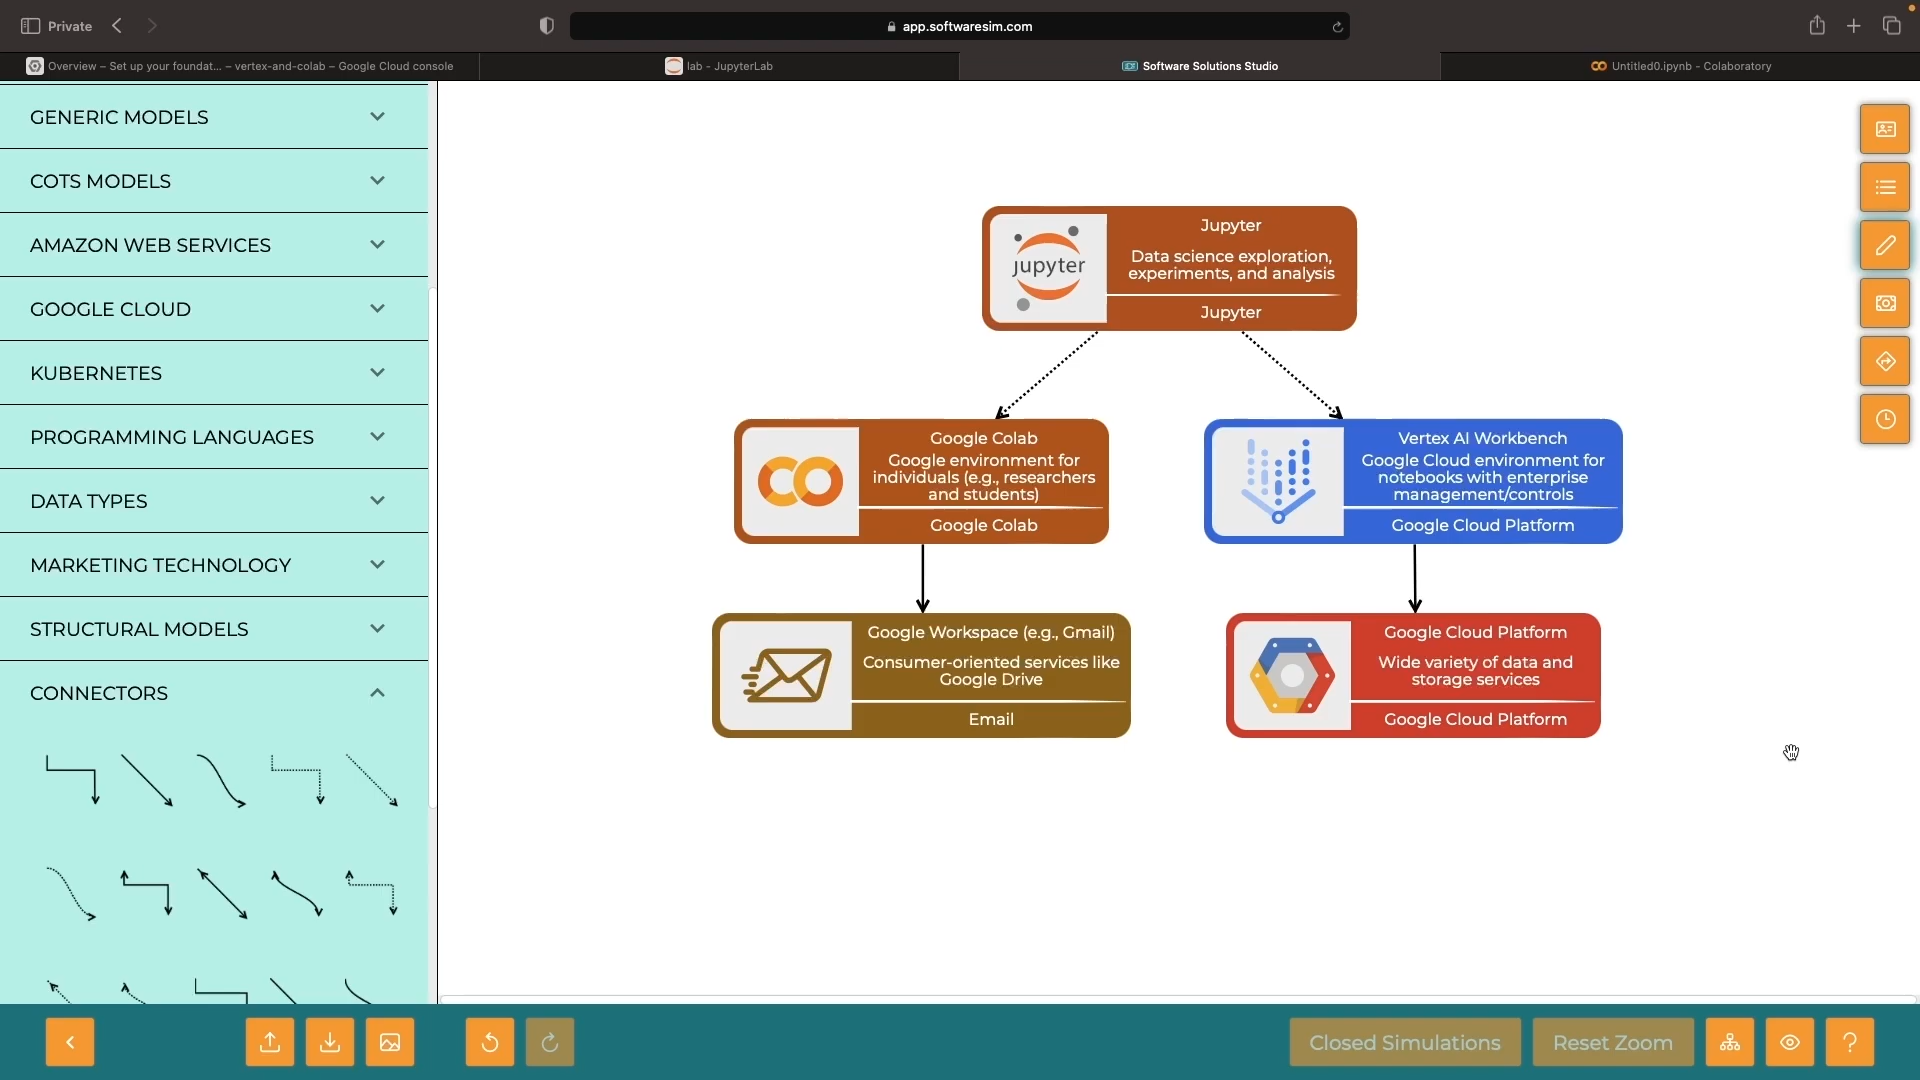 Private
app.softwaresim.com
Overview – Set up your foundat... – vertex-and-colab – Google Cloud console
lab - JupyterLab
Software Solutions Studio
Untitled0.ipynb - Colaboratory
GENERIC MODELS
COTS MODELS
AMAZON WEB SERVICES
GOOGLE CLOUD
KUBERNETES
PROGRAMMING LANGUAGES
DATA TYPES
MARKETING TECHNOLOGY
STRUCTURAL MODELS
CONNECTORS
jupyter
Jupyter
Data science exploration,
experiments, and analysis
Jupyter
Google Colab
Google environment for
individuals (e.g., researchers
and students)
Google Colab
Vertex AI Workbench
Google Cloud environment for
notebooks with enterprise
management/controls
Google Cloud Platform
Google Workspace (e.g., Gmail)
Consumer-oriented services like
Google Drive
Email
Google Cloud Platform
Wide variety of data and
storage services
Google Cloud Platform
Closed Simulations
Reset Zoom
?